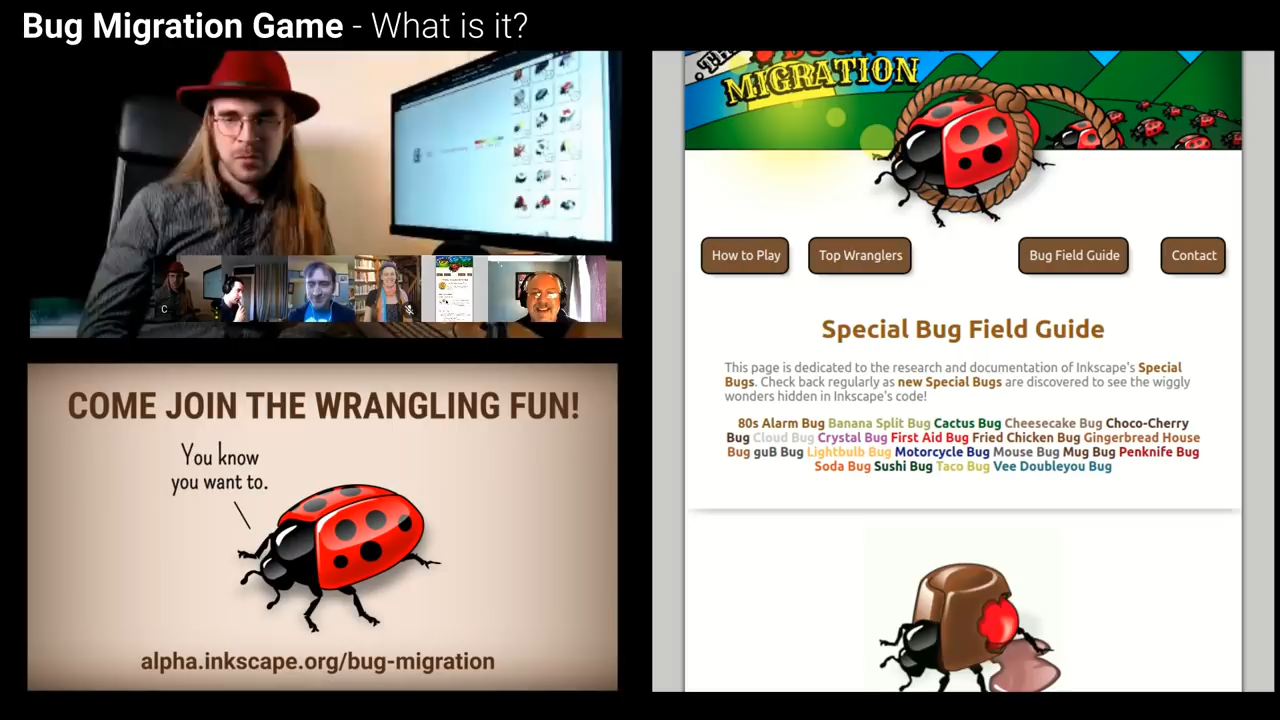 Bug Migration Game - What is it?
C
COME JOIN THE WRANGLING FUN!
You know
you want to.
alpha.inkscape.org/bug-migration
MIGRATION
How to Play
Top Wranglers
Bug Field Guide
Contact
Special Bug Field Guide
This page is dedicated to the research and documentation of Inkscape's Special
Bugs. Check back regularly as new Special Bugs are discovered to see the wiggly
wonders hidden in Inkscape's code!
80s Alarm Bug Banana Split Bug Cactus Bug Cheesecake Bug Choco-Cherry
Bug Cloud Bug Crystal Bug First Aid Bug Fried Chicken Bug Gingerbread House
Bug guB Bug Lightbulb Bug Motorcycle Bug Mouse Bug Mug Bug Penknife Bug
Soda Bug Sushi Bug Taco Bug Vee Doubleyou Bug